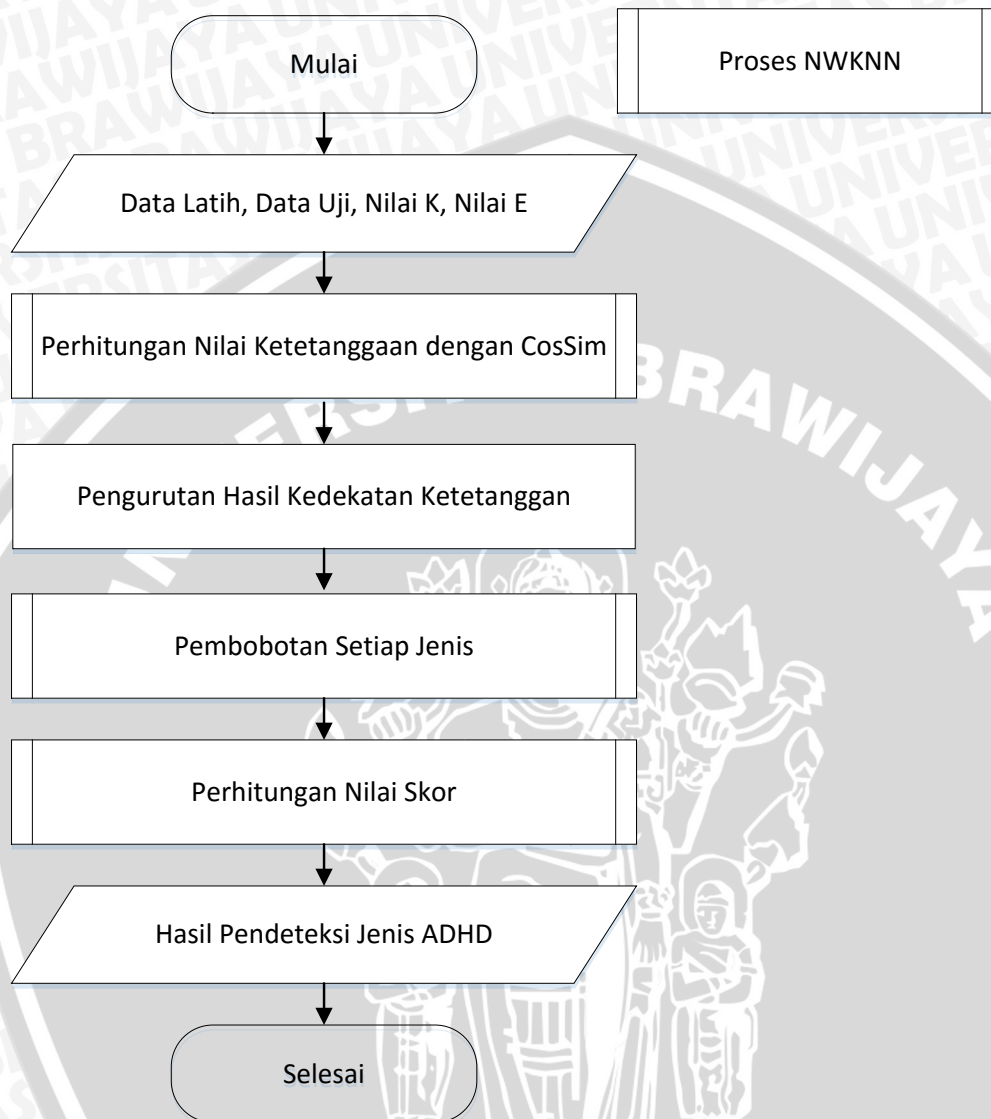 Mulai
Proses NWKNN
Data Latih, Data Uji, Nilai K, Nilai E
Perhitungan Nilai Ketetanggaan dengan CosSim
BRAWIJAYA
Pengurutan Hasil Kedekatan Ketetanggan
Pembobotan Setiap Jenis
Perhitungan Nilai Skor
Hasil Pendeteksi Jenis ADHD
Selesai